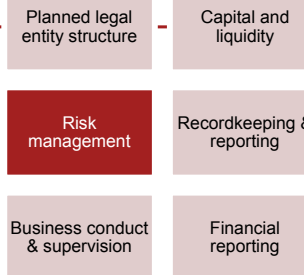 Planned legal
entity structure
Capital and
liquidity
Risk
management
Recordkeeping &
reporting
Business conduct
& supervision
Financial
reporting